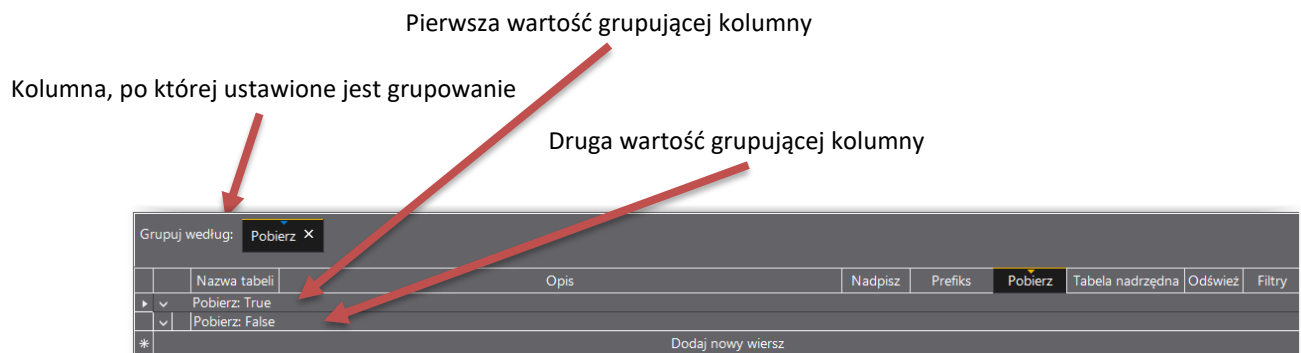 Pierwsza wartość grupującej kolumny
Kolumna, po której ustawione jest grupowanie
Druga wartość grupującej kolumny
Grupuj według: Pobierz ×
Nazwa tabeli Opis Nadpisz Prefiks Pobierz Tabela nadrzędna Odśwież Filtry
Pobierz: True
Pobierz: False
Dodaj nowy wiersz